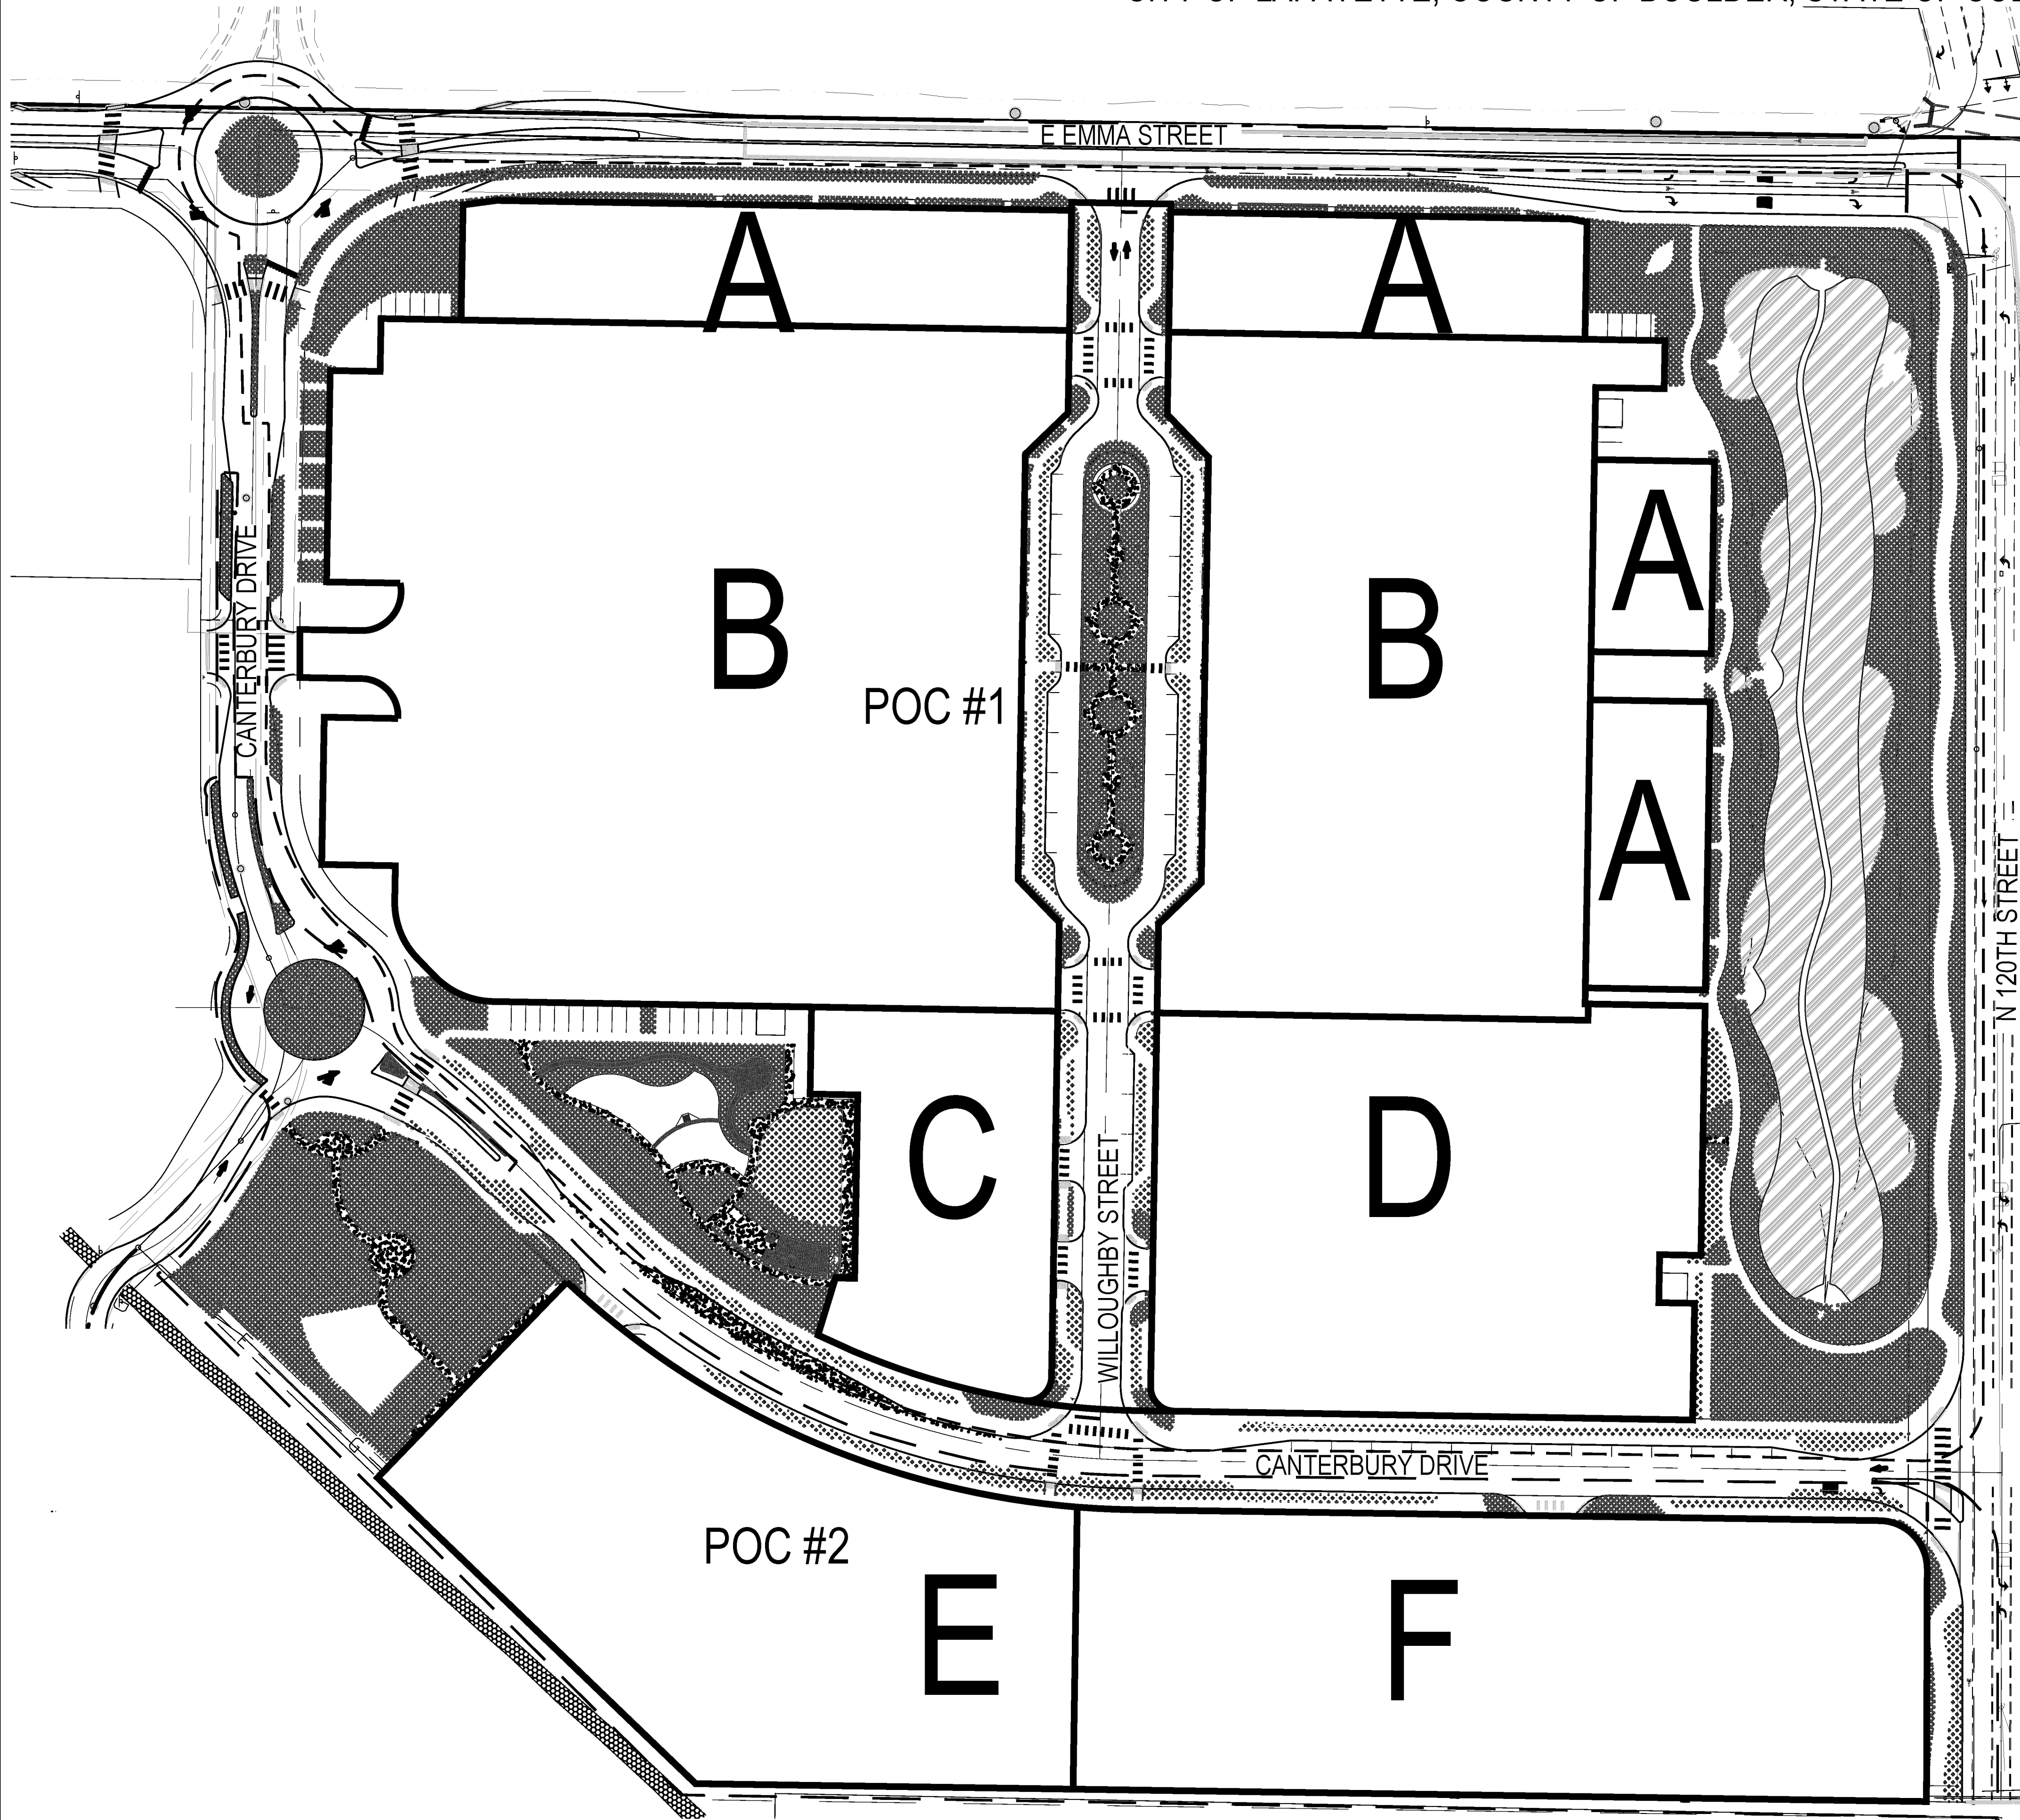 E EMMA STREET
A
A
B
B
A
CANTERBURY DRIVE
POC #1
A
N 120TH STREET
C
D
WILLOUGHBY STREET
CANTERBURY DRIVE
POC #2
E
F